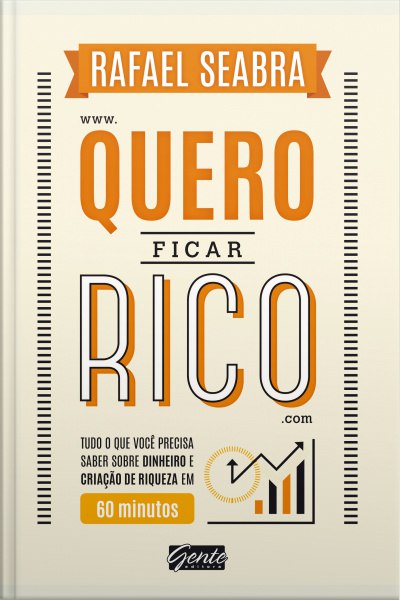 RAFAEL SEABRA
www.
QUERO
FICAR
RICO
.com
TUDO O QUE VOCÊ PRECISA
SABER SOBRE DINHEIRO E
CRIAÇÃO DE RIQUEZA EM
60 minutos
Gente
editora